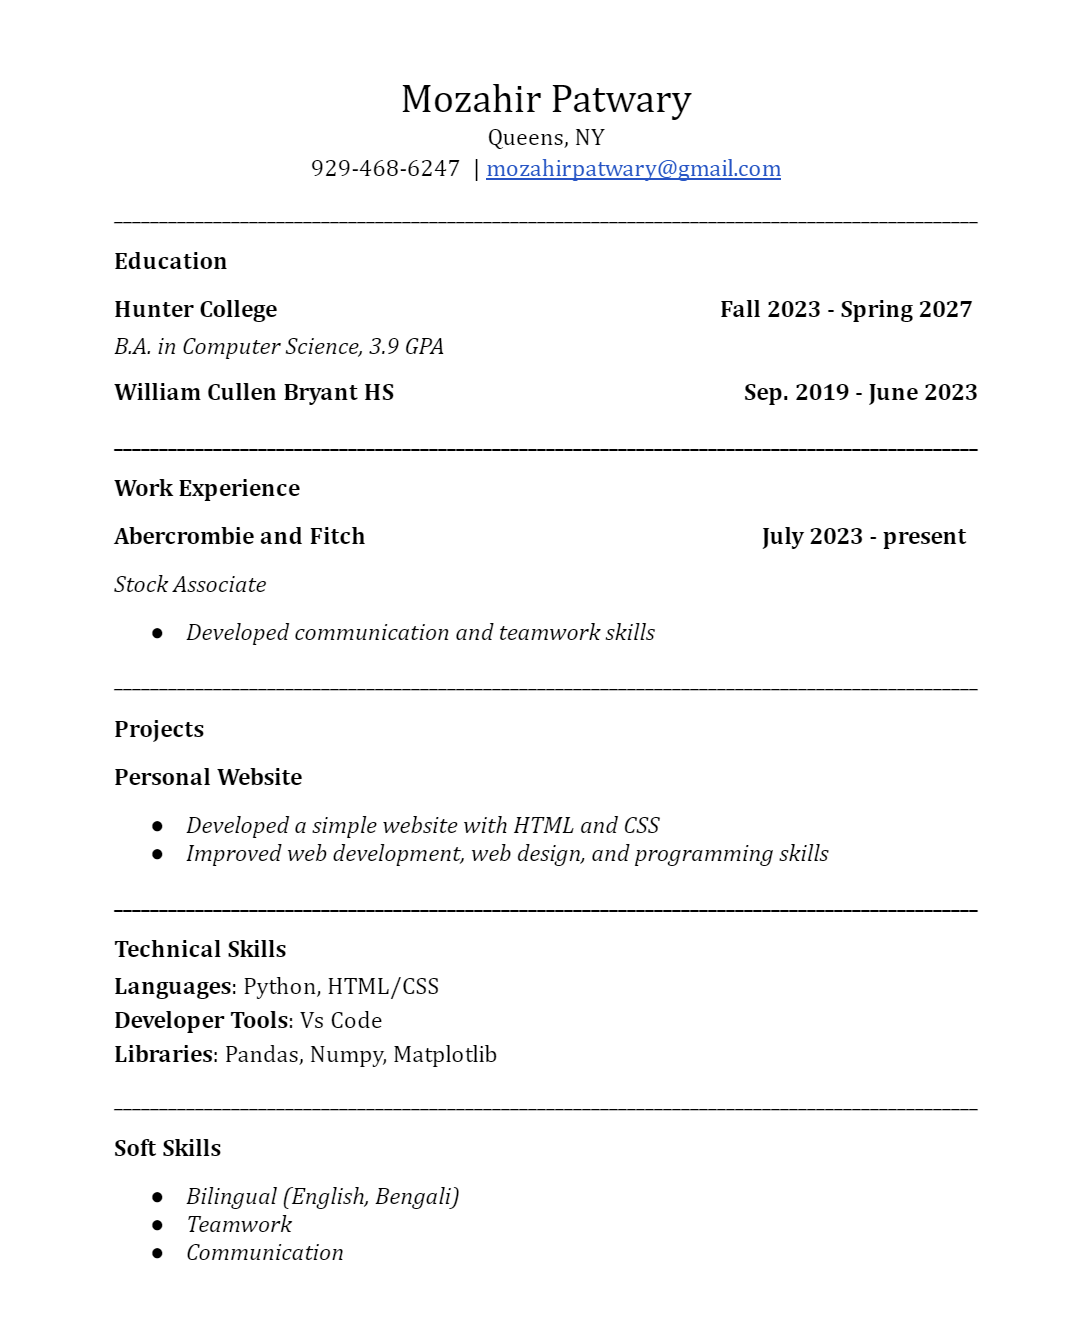 Mozahir Patwary
Queens, NY
929-468-6247 | mozahirpatwary@gmail.com
Education
Hunter College Fall 2023 - Spring 2027
B.A. in Computer Science, 3.9 GPA
William Cullen Bryant HS Sep. 2019 - June 2023
Work Experience
Abercrombie and Fitch July 2023 - present
Stock Associate
● Developed communication and teamwork skills
Projects
Personal Website
● Developed a simple website with HTML and CSS
● Improved web development, web design, and programming skills
Technical Skills
Languages: Python, HTML/CSS
Developer Tools: Vs Code
Libraries: Pandas, Numpy, Matplotlib
Soft Skills
● Bilingual (English, Bengali)
● Teamwork
● Communication